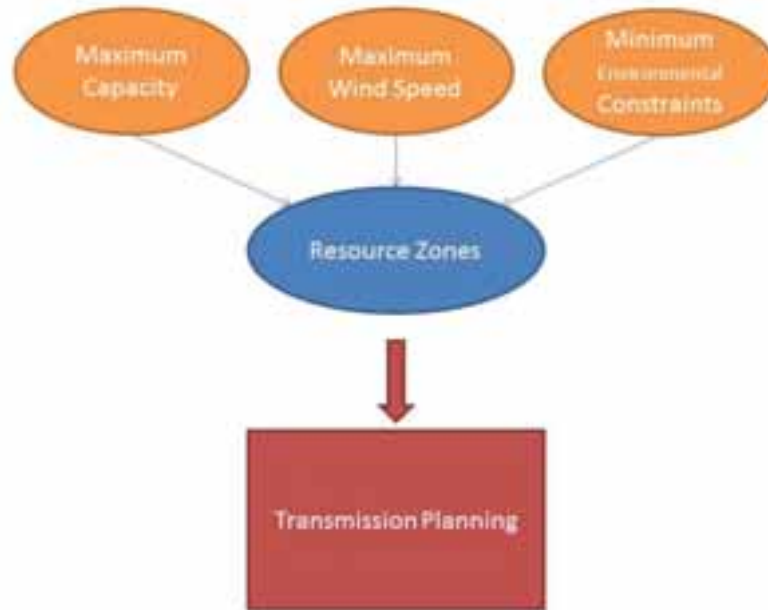 Maximum
Capacity
Maximum
Wind Speed
Minimum
Environmental
Constraints
Resource Zones
Transmission Planning